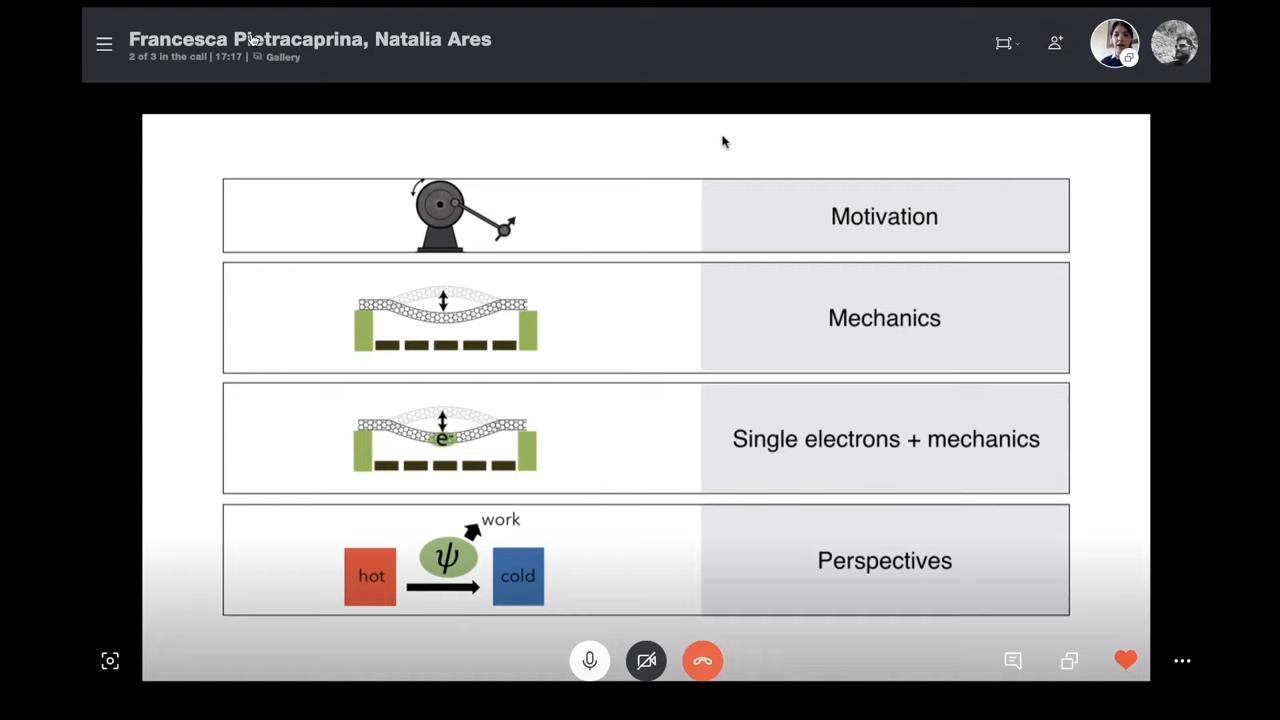 Francesca Pietracaprina, Natalia Ares
2 of 3 in the call | 17:17 | Gallery
Motivation
Mechanics
e-
Single electrons + mechanics
work
ψ
hot
cold
Perspectives